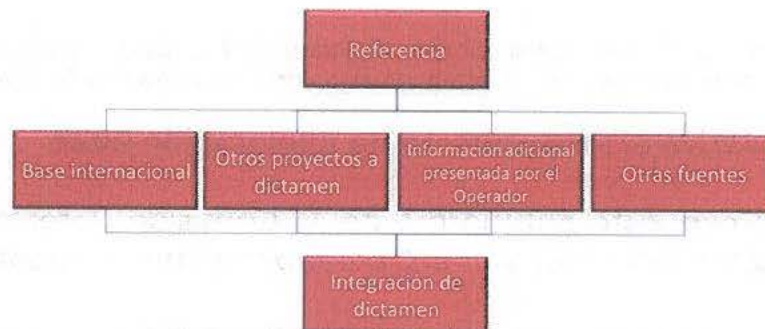 Referencia
Base internacional
Otros proyectos a
dictamen
Información adicional
presentada por el
Operador
Otras fuentes
Integración de
dictamen